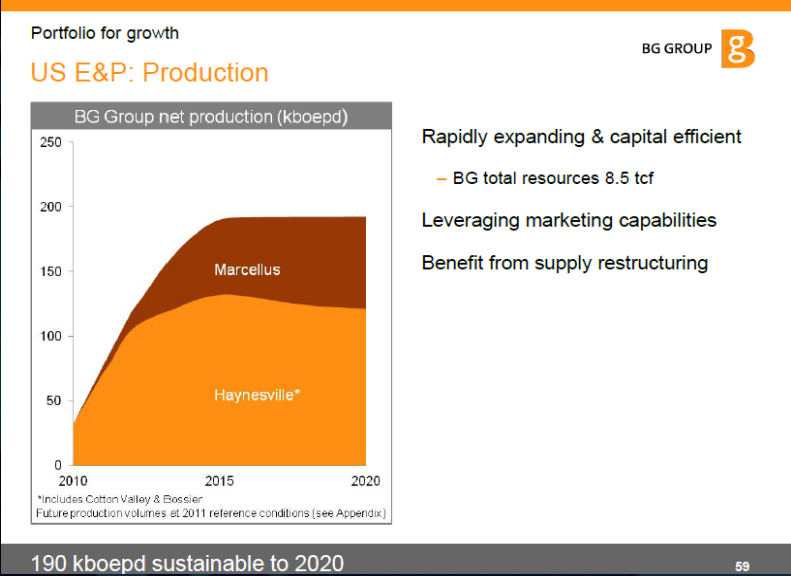 Portfolio for growth
BG GROUP
US E&P: Production
BG Group net production (kboepd)
250
200
150
100
50
0
Marcellus
Haynesville*
2010 2015 2020
*Includes Cotton Valley & Bossier
Future production volumes at 2011 reference conditions (see Appendix)
Rapidly expanding & capital efficient
– BG total resources 8.5 tcf
Leveraging marketing capabilities
Benefit from supply restructuring
190 kboepd sustainable to 2020
59